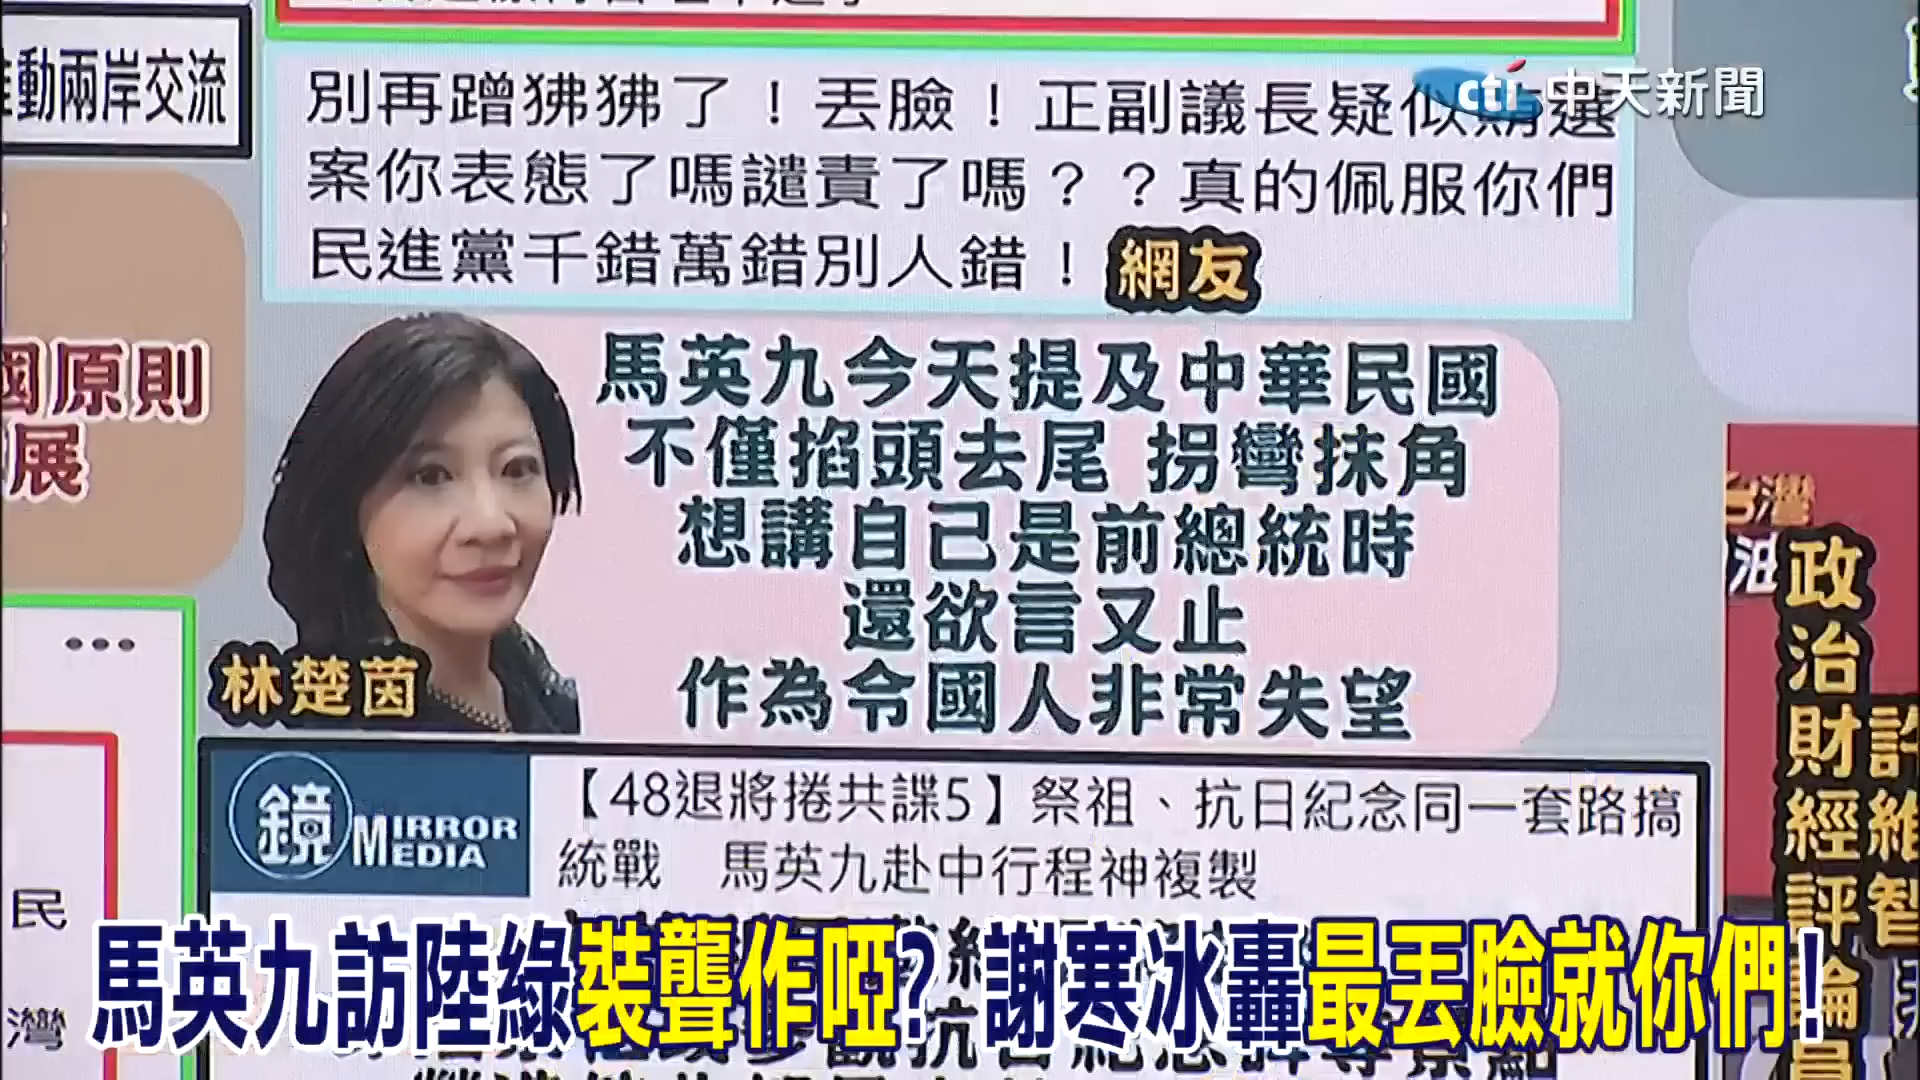 動兩岸交流
別再蹭狒狒了！丟臉！正副議長疑似賄選
案你表態了嗎譴責了嗎？？真的佩服你們
民進黨千錯萬錯別人錯！網友
cti 中天新聞
國原則
展
馬英九今天提及中華民國
不僅掐頭去尾 拐彎抹角
想講自己是前總統時
還欲言又止
作為令國人非常失望
林楚茵
台灣
油
政治財經評論員
許維智
鏡 MIRROR MEDIA
【48退將捲共諜5】祭祖、抗日紀念同一套路搞
統戰 馬英九赴中行程神複製
民
灣
馬英九訪陸綠裝聾作啞? 謝寒冰轟最丟臉就你們!